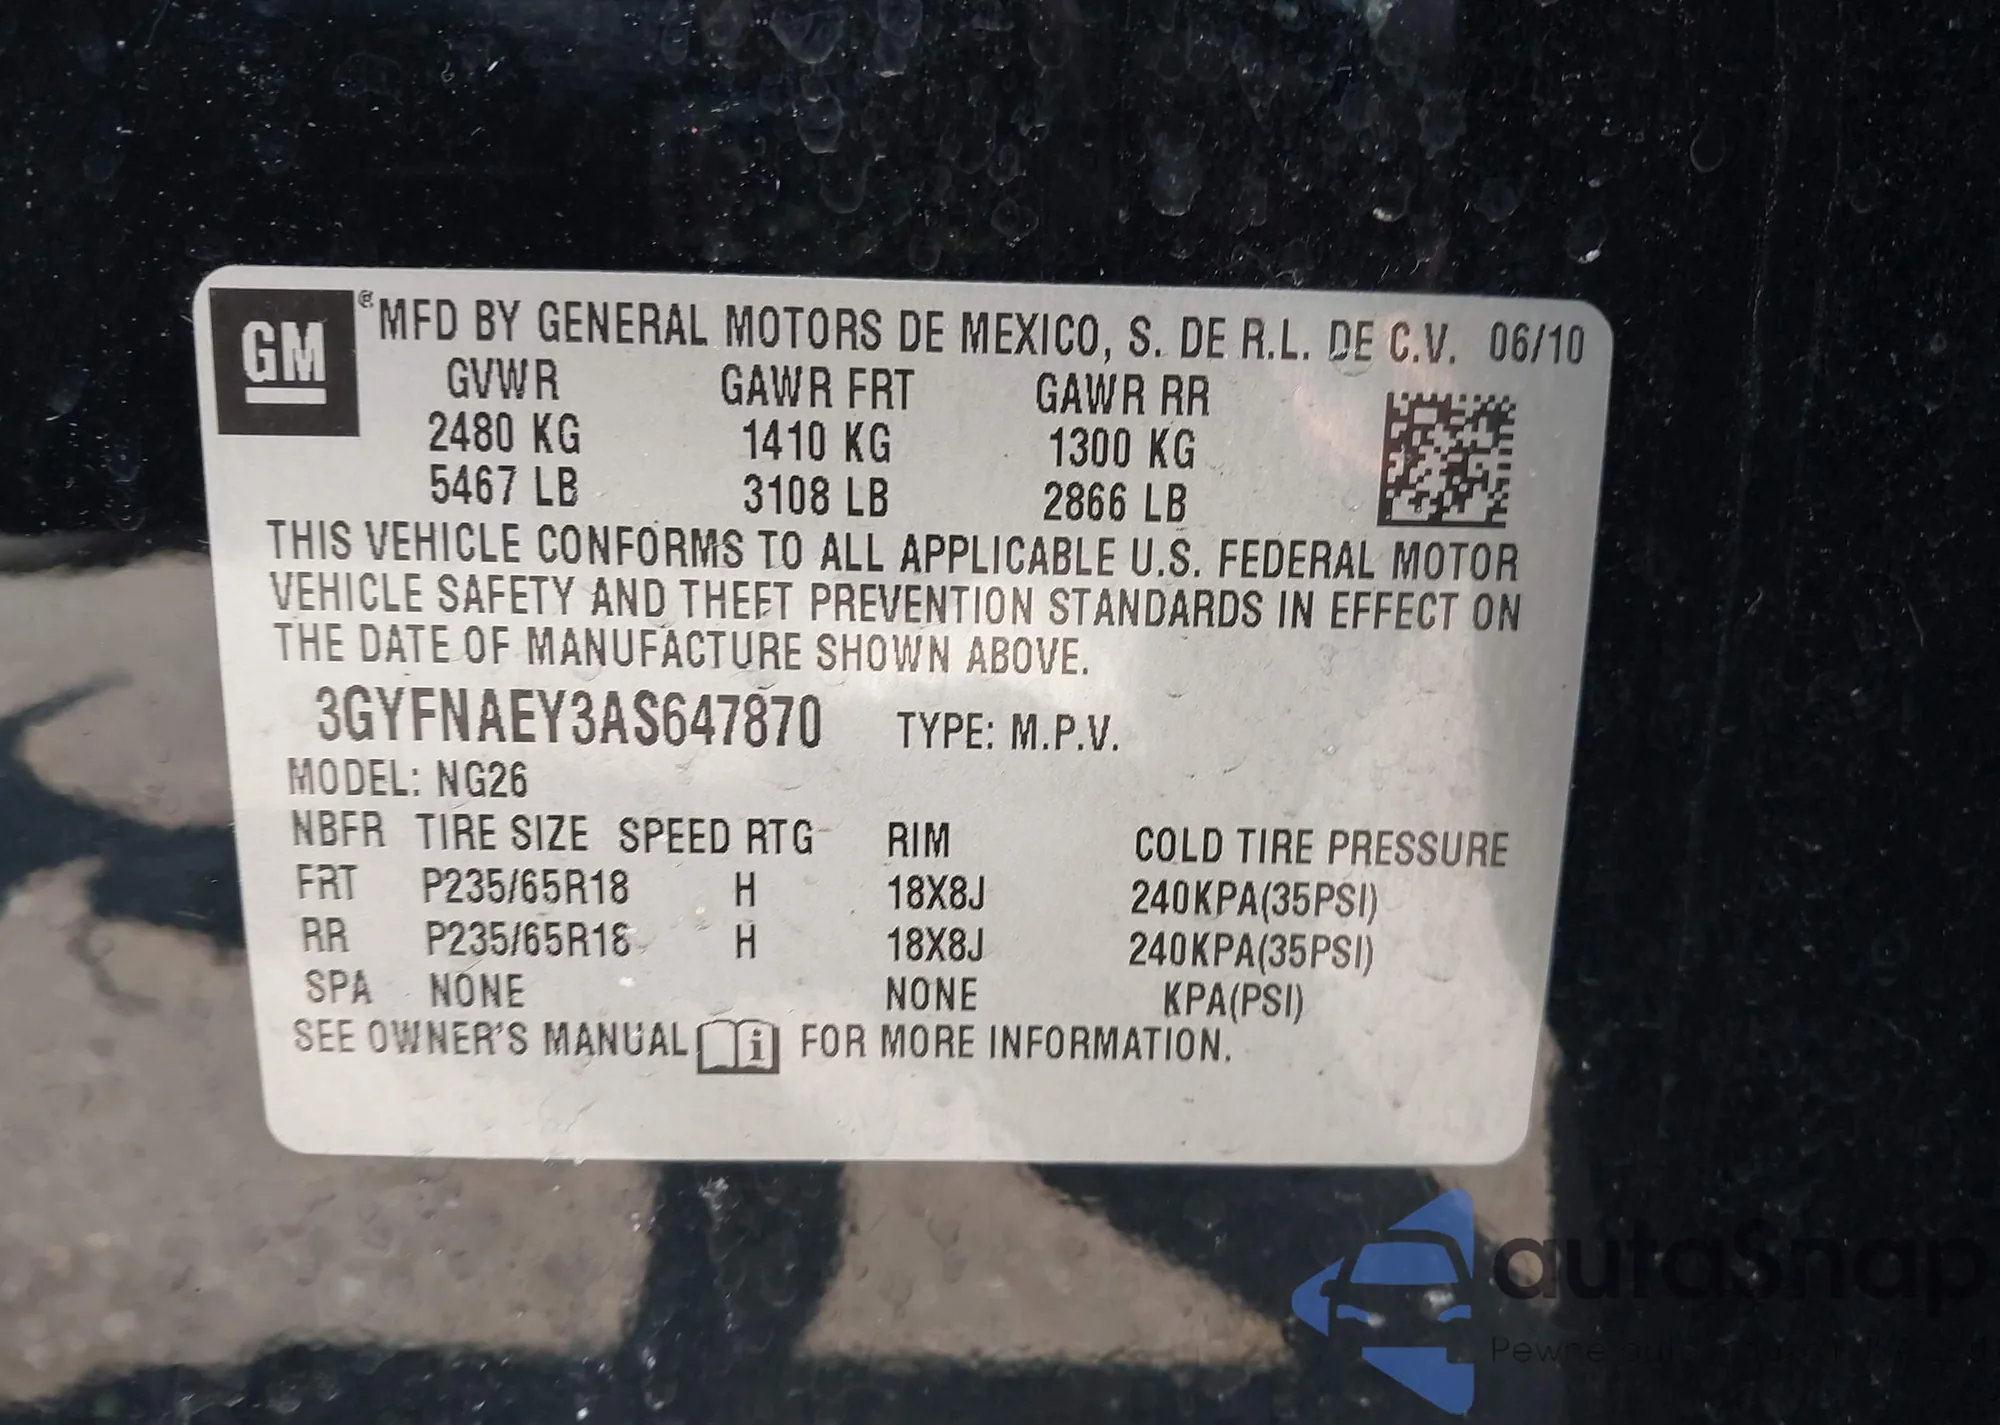 GM ® MFD BY GENERAL MOTORS DE MEXICO, S. DE R.L. DE C.V. 06/10
GVWR GAWR FRT GAWR RR
2480 KG 1410 KG 1300 KG
5467 LB 3108 LB 2866 LB
THIS VEHICLE CONFORMS TO ALL APPLICABLE U.S. FEDERAL MOTOR
VEHICLE SAFETY AND THEFT PREVENTION STANDARDS IN EFFECT ON
THE DATE OF MANUFACTURE SHOWN ABOVE.
3GYFNAEY3AS647870 TYPE: M.P.V.
MODEL: NG26
NBFR TIRE SIZE SPEED RTG RIM COLD TIRE PRESSURE
FRT P235/65R18 H 18X8J 240KPA(35PSI)
RR P235/65R18 H 18X8J 240KPA(35PSI)
SPA NONE NONE KPA(PSI)
SEE OWNER'S MANUAL i FOR MORE INFORMATION.
autaSnap
Pewne